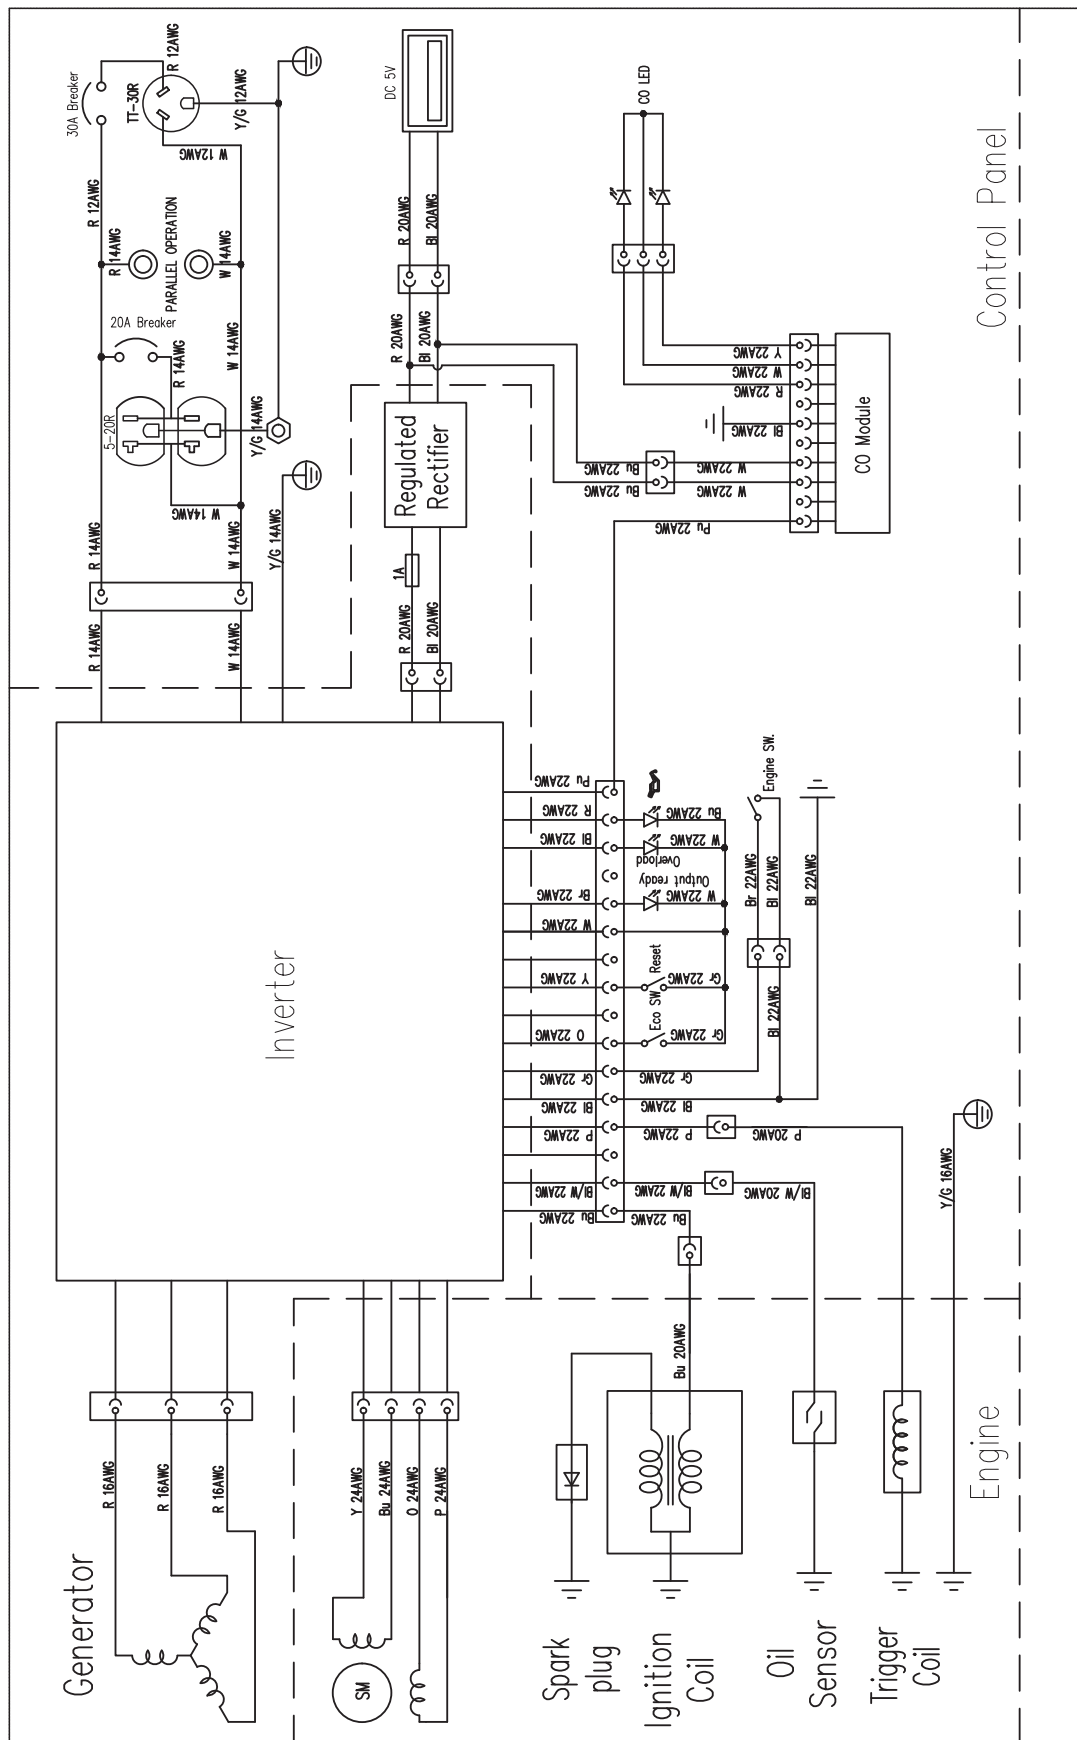 30A Breaker
R 12AWG
TT-30R
Y/G 12AWG
W 12AWG
R 12AWG
R 14AWG
PARALLEL OPERATION
W 14AWG
20A Breaker
R 14AWG
W 14AWG
5-20R
Y/G 14AWG
W 14AWG
R 14AWG
W 14AWG
Y/G 14AWG
R 14AWG
W 14AWG
DC 5V
R 20AWG
Bl 20AWG
R 20AWG
Bl 20AWG
Regulated
Rectifier
1A
R 20AWG
Bl 20AWG
CO LED
Y 22AWG
W 22AWG
R 22AWG
Bl 22AWG
Bu 22AWG
W 22AWG
Bu 22AWG
W 22AWG
Pu 22AWG
CO Module
Control Panel
Inverter
Pu 22AWG
R 22AWG
Bu 22AWG
Bl 22AWG
W 22AWG
Overload
Output ready
Br 22AWG
W 22AWG
W 22AWG
Reset
Y 22AWG
Gr 22AWG
Eco SW
O 22AWG
Gr 22AWG
Gr 22AWG
Gr 22AWG
Bl 22AWG
Bl 22AWG
P 22AWG
P 22AWG
P 20AWG
Bl/W 22AWG
Bl/W 22AWG
Bl/W 20AWG
Bu 22AWG
Bu 22AWG
Engine SW.
Br 22AWG
Bl 22AWG
Bl 22AWG
Bl 22AWG
Y/G 16AWG
Bu 20AWG
R 16AWG
R 16AWG
R 16AWG
Generator
Y 24AWG
Bu 24AWG
O 24AWG
P 24AWG
SM
Spark
plug
Ignition
Coil
Oil
Sensor
Trigger
Coil
Engine